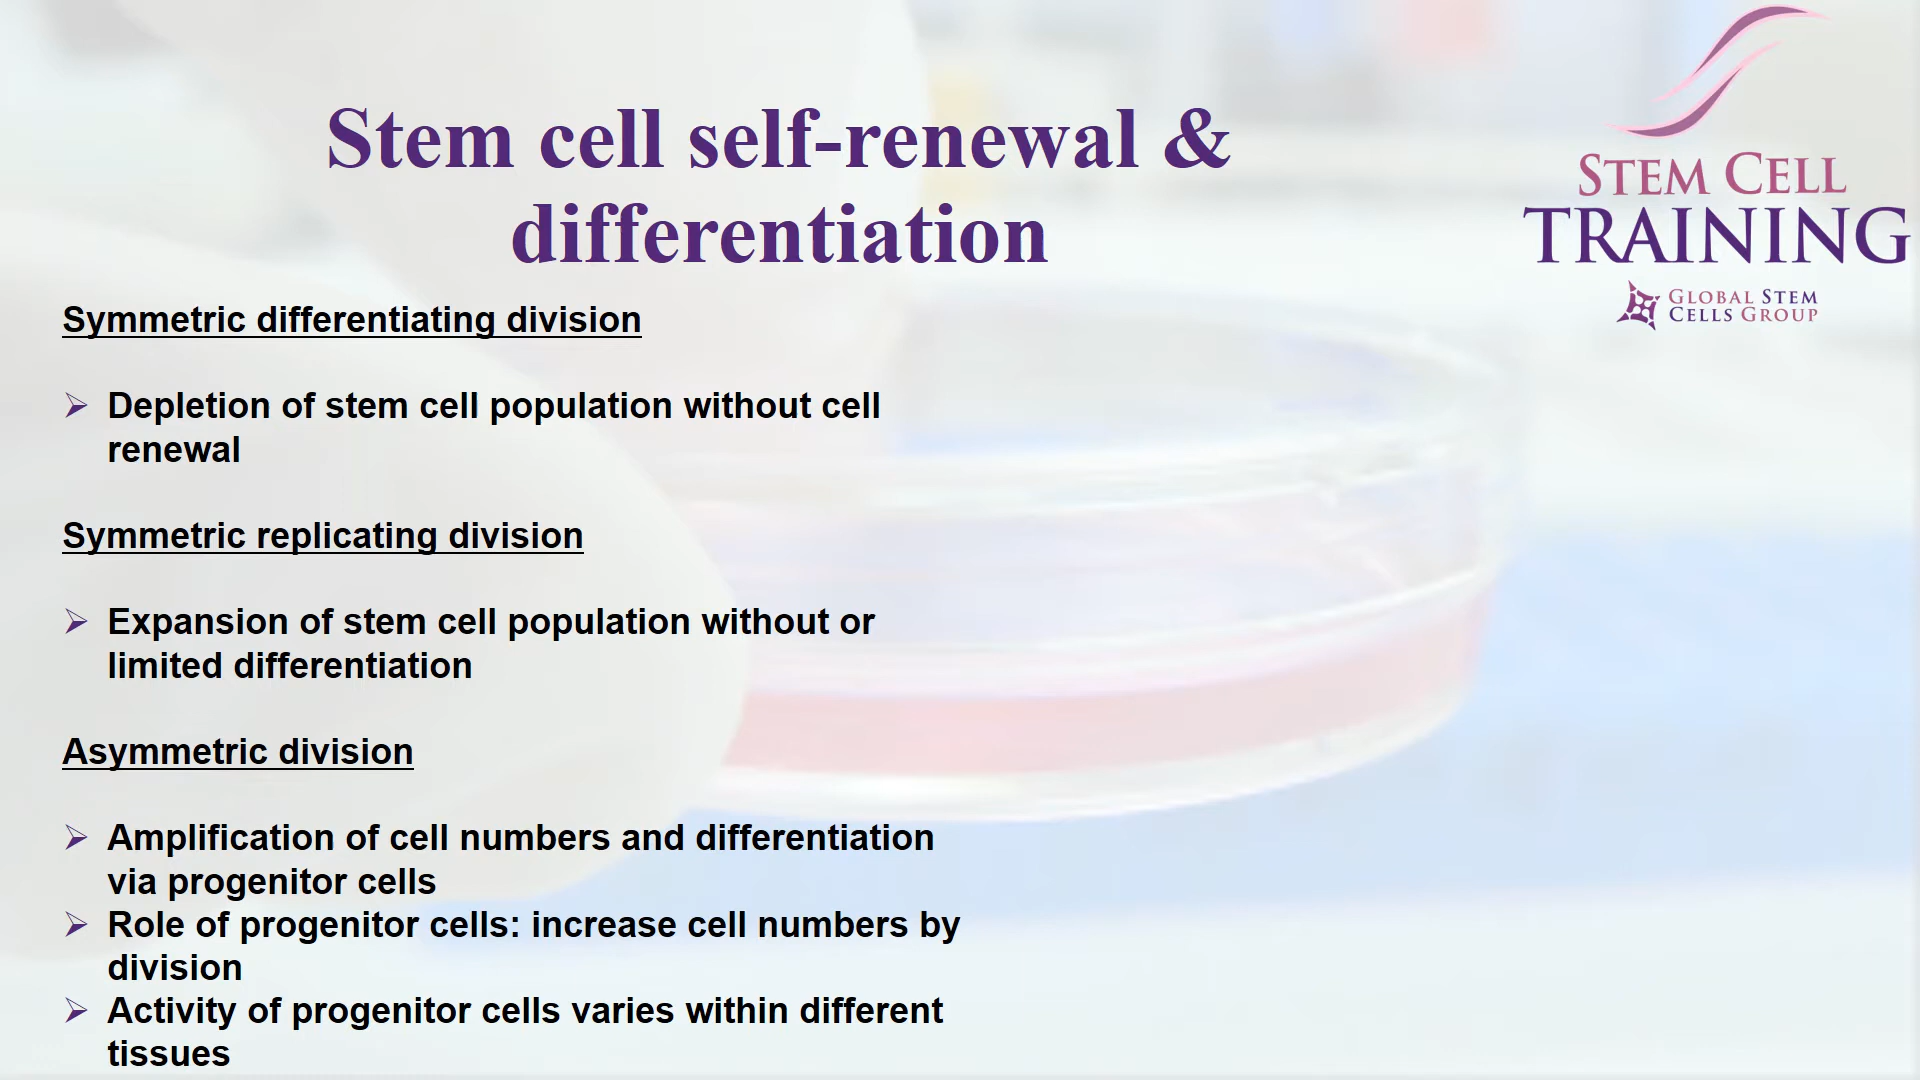 Stem cell self-renewal &
differentiation
STEM CELL
TRAINING
GLOBAL STEM
CELLS GROUP
Symmetric differentiating division
➢ Depletion of stem cell population without cell
renewal
Symmetric replicating division
➢ Expansion of stem cell population without or
limited differentiation
Asymmetric division
➢ Amplification of cell numbers and differentiation
via progenitor cells
➢ Role of progenitor cells: increase cell numbers by
division
➢ Activity of progenitor cells varies within different
tissues